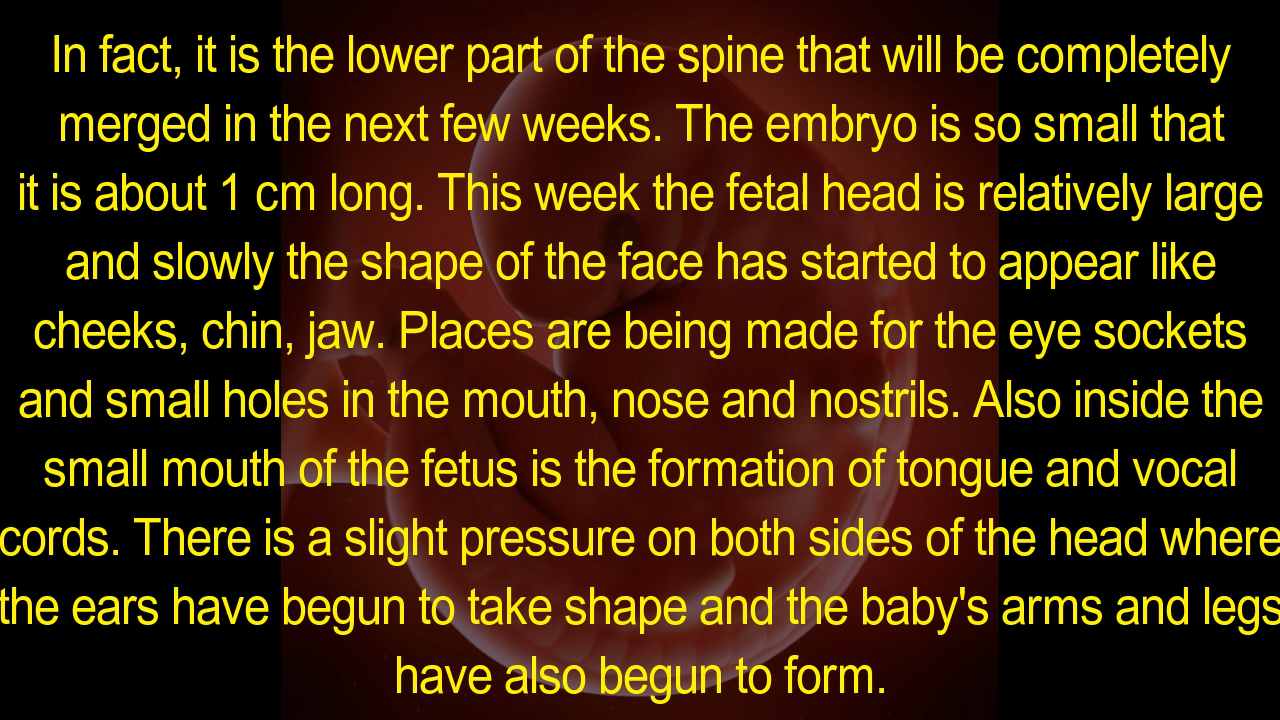 In fact, it is the lower part of the spine that will be completely
merged in the next few weeks. The embryo is so small that
it is about 1 cm long. This week the fetal head is relatively large
and slowly the shape of the face has started to appear like
cheeks, chin, jaw. Places are being made for the eye sockets
and small holes in the mouth, nose and nostrils. Also inside the
small mouth of the fetus is the formation of tongue and vocal
cords. There is a slight pressure on both sides of the head where
the ears have begun to take shape and the baby's arms and legs
have also begun to form.